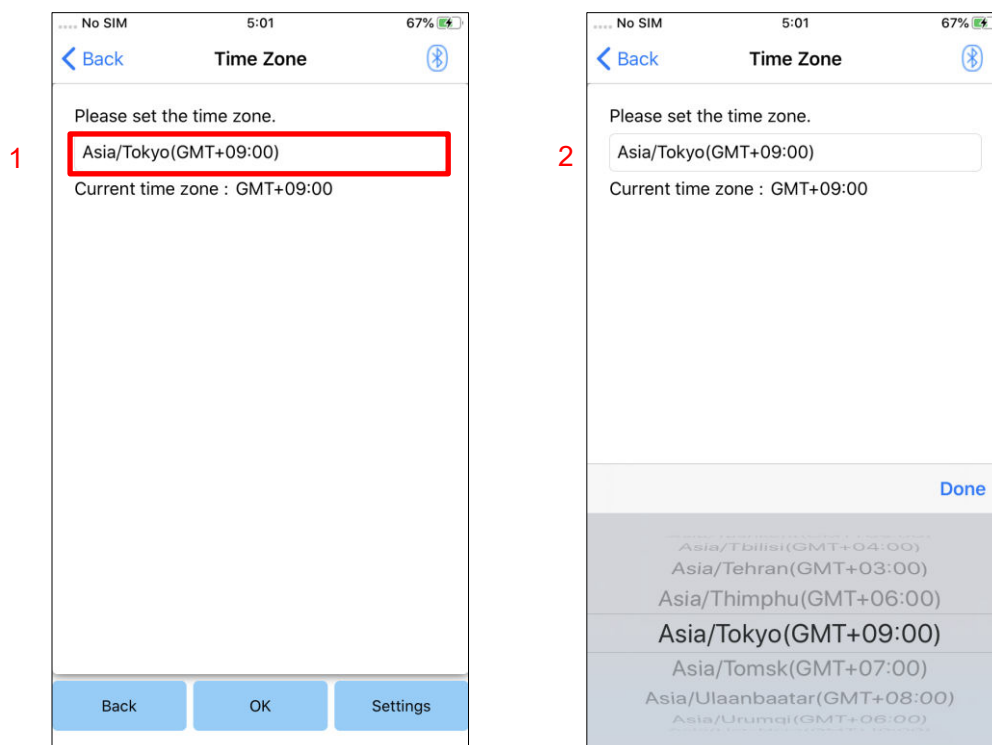 No SIM 5:01 67%
Back Time Zone
Please set the time zone.
1 Asia/Tokyo(GMT+09:00)
Current time zone : GMT+09:00
Back OK Settings
No SIM 5:01 67%
Back Time Zone
Please set the time zone.
2 Asia/Tokyo(GMT+09:00)
Current time zone : GMT+09:00
Done
Asia/Tbilisi(GMT+04:00)
Asia/Tehran(GMT+03:00)
Asia/Thimphu(GMT+06:00)
Asia/Tokyo(GMT+09:00)
Asia/Tomsk(GMT+07:00)
Asia/Ulaanbaatar(GMT+08:00)
Asia/Urumqi(GMT+06:00)